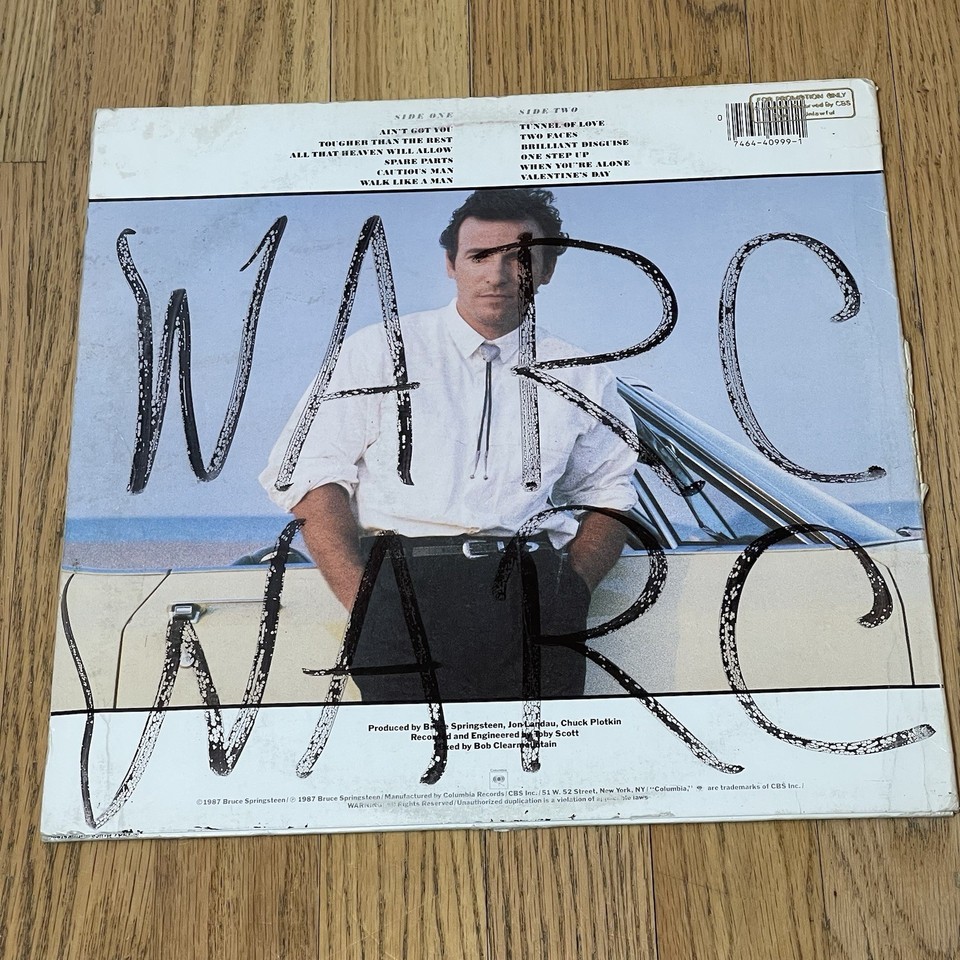 SIDE ONE
AIN'T GOT YOU
TOUGHER THAN THE REST
ALL THAT HEAVEN WILL ALLOW
SPARE PARTS
CAUTIOUS MAN
WALK LIKE A MAN
SIDE TWO
TUNNEL OF LOVE
TWO FACES
BRILLIANT DISGUISE
ONE STEP UP
WHEN YOU'RE ALONE
VALENTINE'S DAY
PROMOTION ONLY
By CBS
unlawful
0
7464-40999-1
WARC
WARC
Produced by Bruce Springsteen, Jon Landau, Chuck Plotkin
Recorded and Engineered by Toby Scott
Mixed by Bob Clearmountain
©1987 Bruce Springsteen/℗ 1987 Bruce Springsteen/Manufactured by Columbia Records/CBS Inc./51 W. 52 Street, New York, NY/"Columbia," are trademarks of CBS Inc./
WARNING: All Rights Reserved/Unauthorized duplication is a violation of applicable laws.